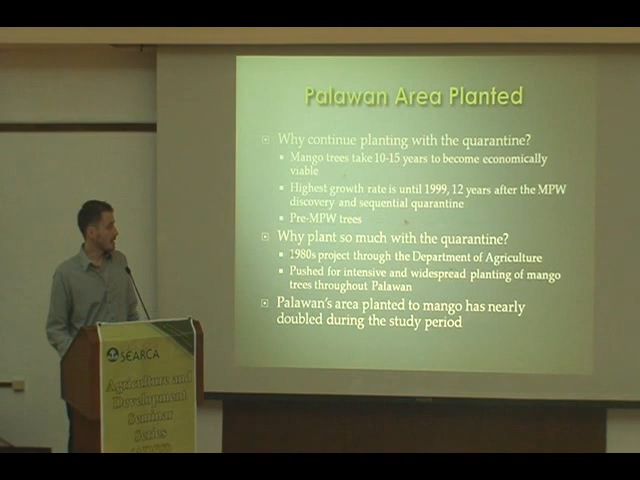 Palawan Area Planted
Why continue planting with the quarantine?
Mango trees take 10-15 years to become economically
viable
Highest growth rate is until 1999, 12 years after the MPW
discovery and sequential quarantine
Pre-MPW trees
Why plant so much with the quarantine?
1980s project through the Department of Agriculture
Pushed for intensive and widespread planting of mango
trees throughout Palawan
Palawan's area planted to mango has nearly
doubled during the study period
SEARCA
Agriculture and
Development
Seminar
Series